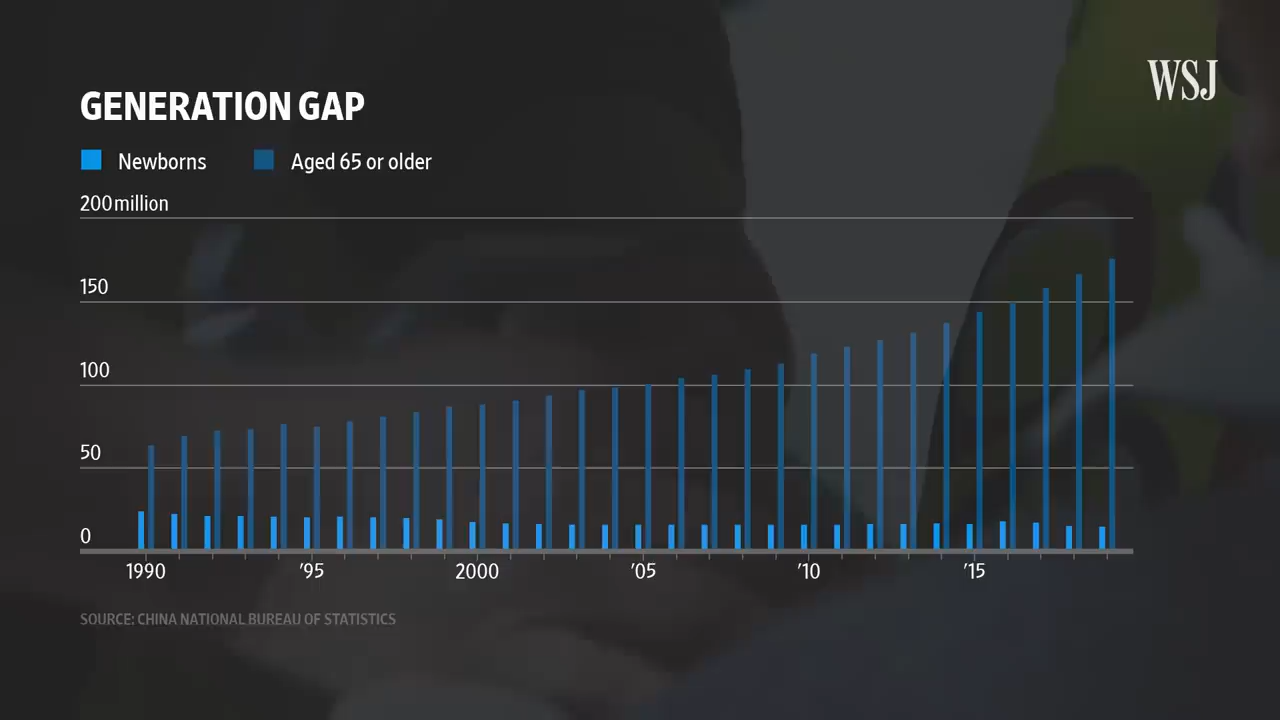 WSJ
GENERATION GAP
Newborns Aged 65 or older
200 million
150
100
50
0
1990 '95 2000 '05 '10 '15
SOURCE: CHINA NATIONAL BUREAU OF STATISTICS